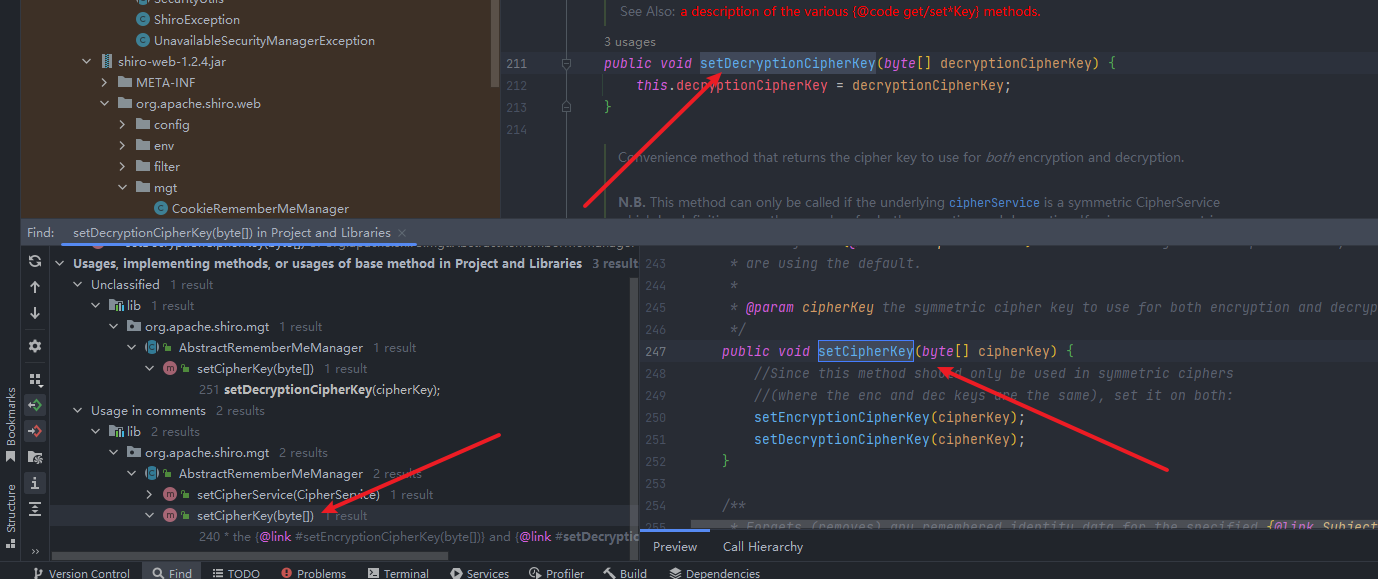 SecurityUtils
ShiroException
UnavailableSecurityManagerException
shiro-web-1.2.4.jar
META-INF
org.apache.shiro.web
config
env
filter
mgt
CookieRememberMeManager
See Also: a description of the various {@code get/set*Key} methods.
3 usages
211 public void setDecryptionCipherKey(byte[] decryptionCipherKey) {
212 this.decryptionCipherKey = decryptionCipherKey;
213 }
214
Convenience method that returns the cipher key to use for both encryption and decryption.
N.B. This method can only be called if the underlying cipherService is a symmetric CipherService
Find: setDecryptionCipherKey(byte[]) in Project and Libraries ×
Usages, implementing methods, or usages of base method in Project and Libraries 3 result
Unclassified 1 result
lib 1 result
org.apache.shiro.mgt 1 result
AbstractRememberMeManager 1 result
setCipherKey(byte[]) 1 result
251 setDecryptionCipherKey(cipherKey);
Usage in comments 2 results
lib 2 results
org.apache.shiro.mgt 2 results
AbstractRememberMeManager 2 results
setCipherService(CipherService) 1 result
setCipherKey(byte[]) 1 result
240 * the {@link #setEncryptionCipherKey(byte[])} and {@link #setDecryptic
243 * are using the default.
244 *
245 * @param cipherKey the symmetric cipher key to use for both encryption and decryp
246 */
247 public void setCipherKey(byte[] cipherKey) {
248 //Since this method should only be used in symmetric ciphers
249 //(where the enc and dec keys are the same), set it on both:
250 setEncryptionCipherKey(cipherKey);
251 setDecryptionCipherKey(cipherKey);
252 }
253
254 /**
255 * Forgets (removes) any remembered identity data for the specified {@link Subject
Preview Call Hierarchy
Bookmarks
Structure
Version Control Find TODO Problems Terminal Services Profiler Build Dependencies